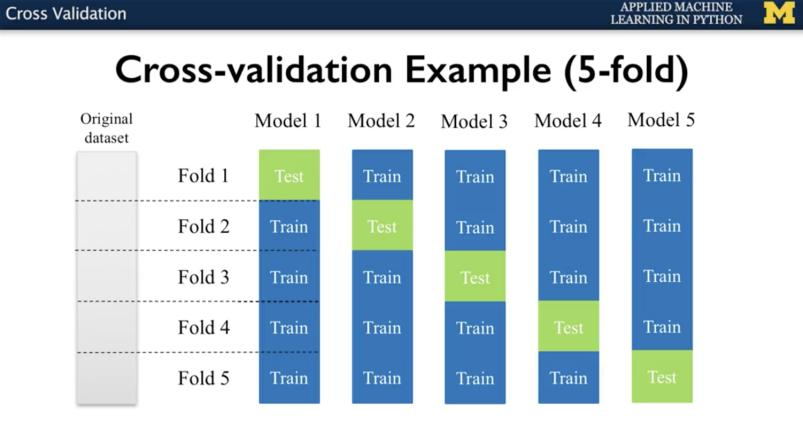 Cross Validation
APPLIED MACHINE
LEARNING IN PYTHON
M
Cross-validation Example (5-fold)
Original
dataset
Model 1 Model 2 Model 3 Model 4 Model 5
Fold 1 Test Train Train Train Train
Fold 2 Train Test Train Train Train
Fold 3 Train Train Test Train Train
Fold 4 Train Train Train Test Train
Fold 5 Train Train Train Train Test